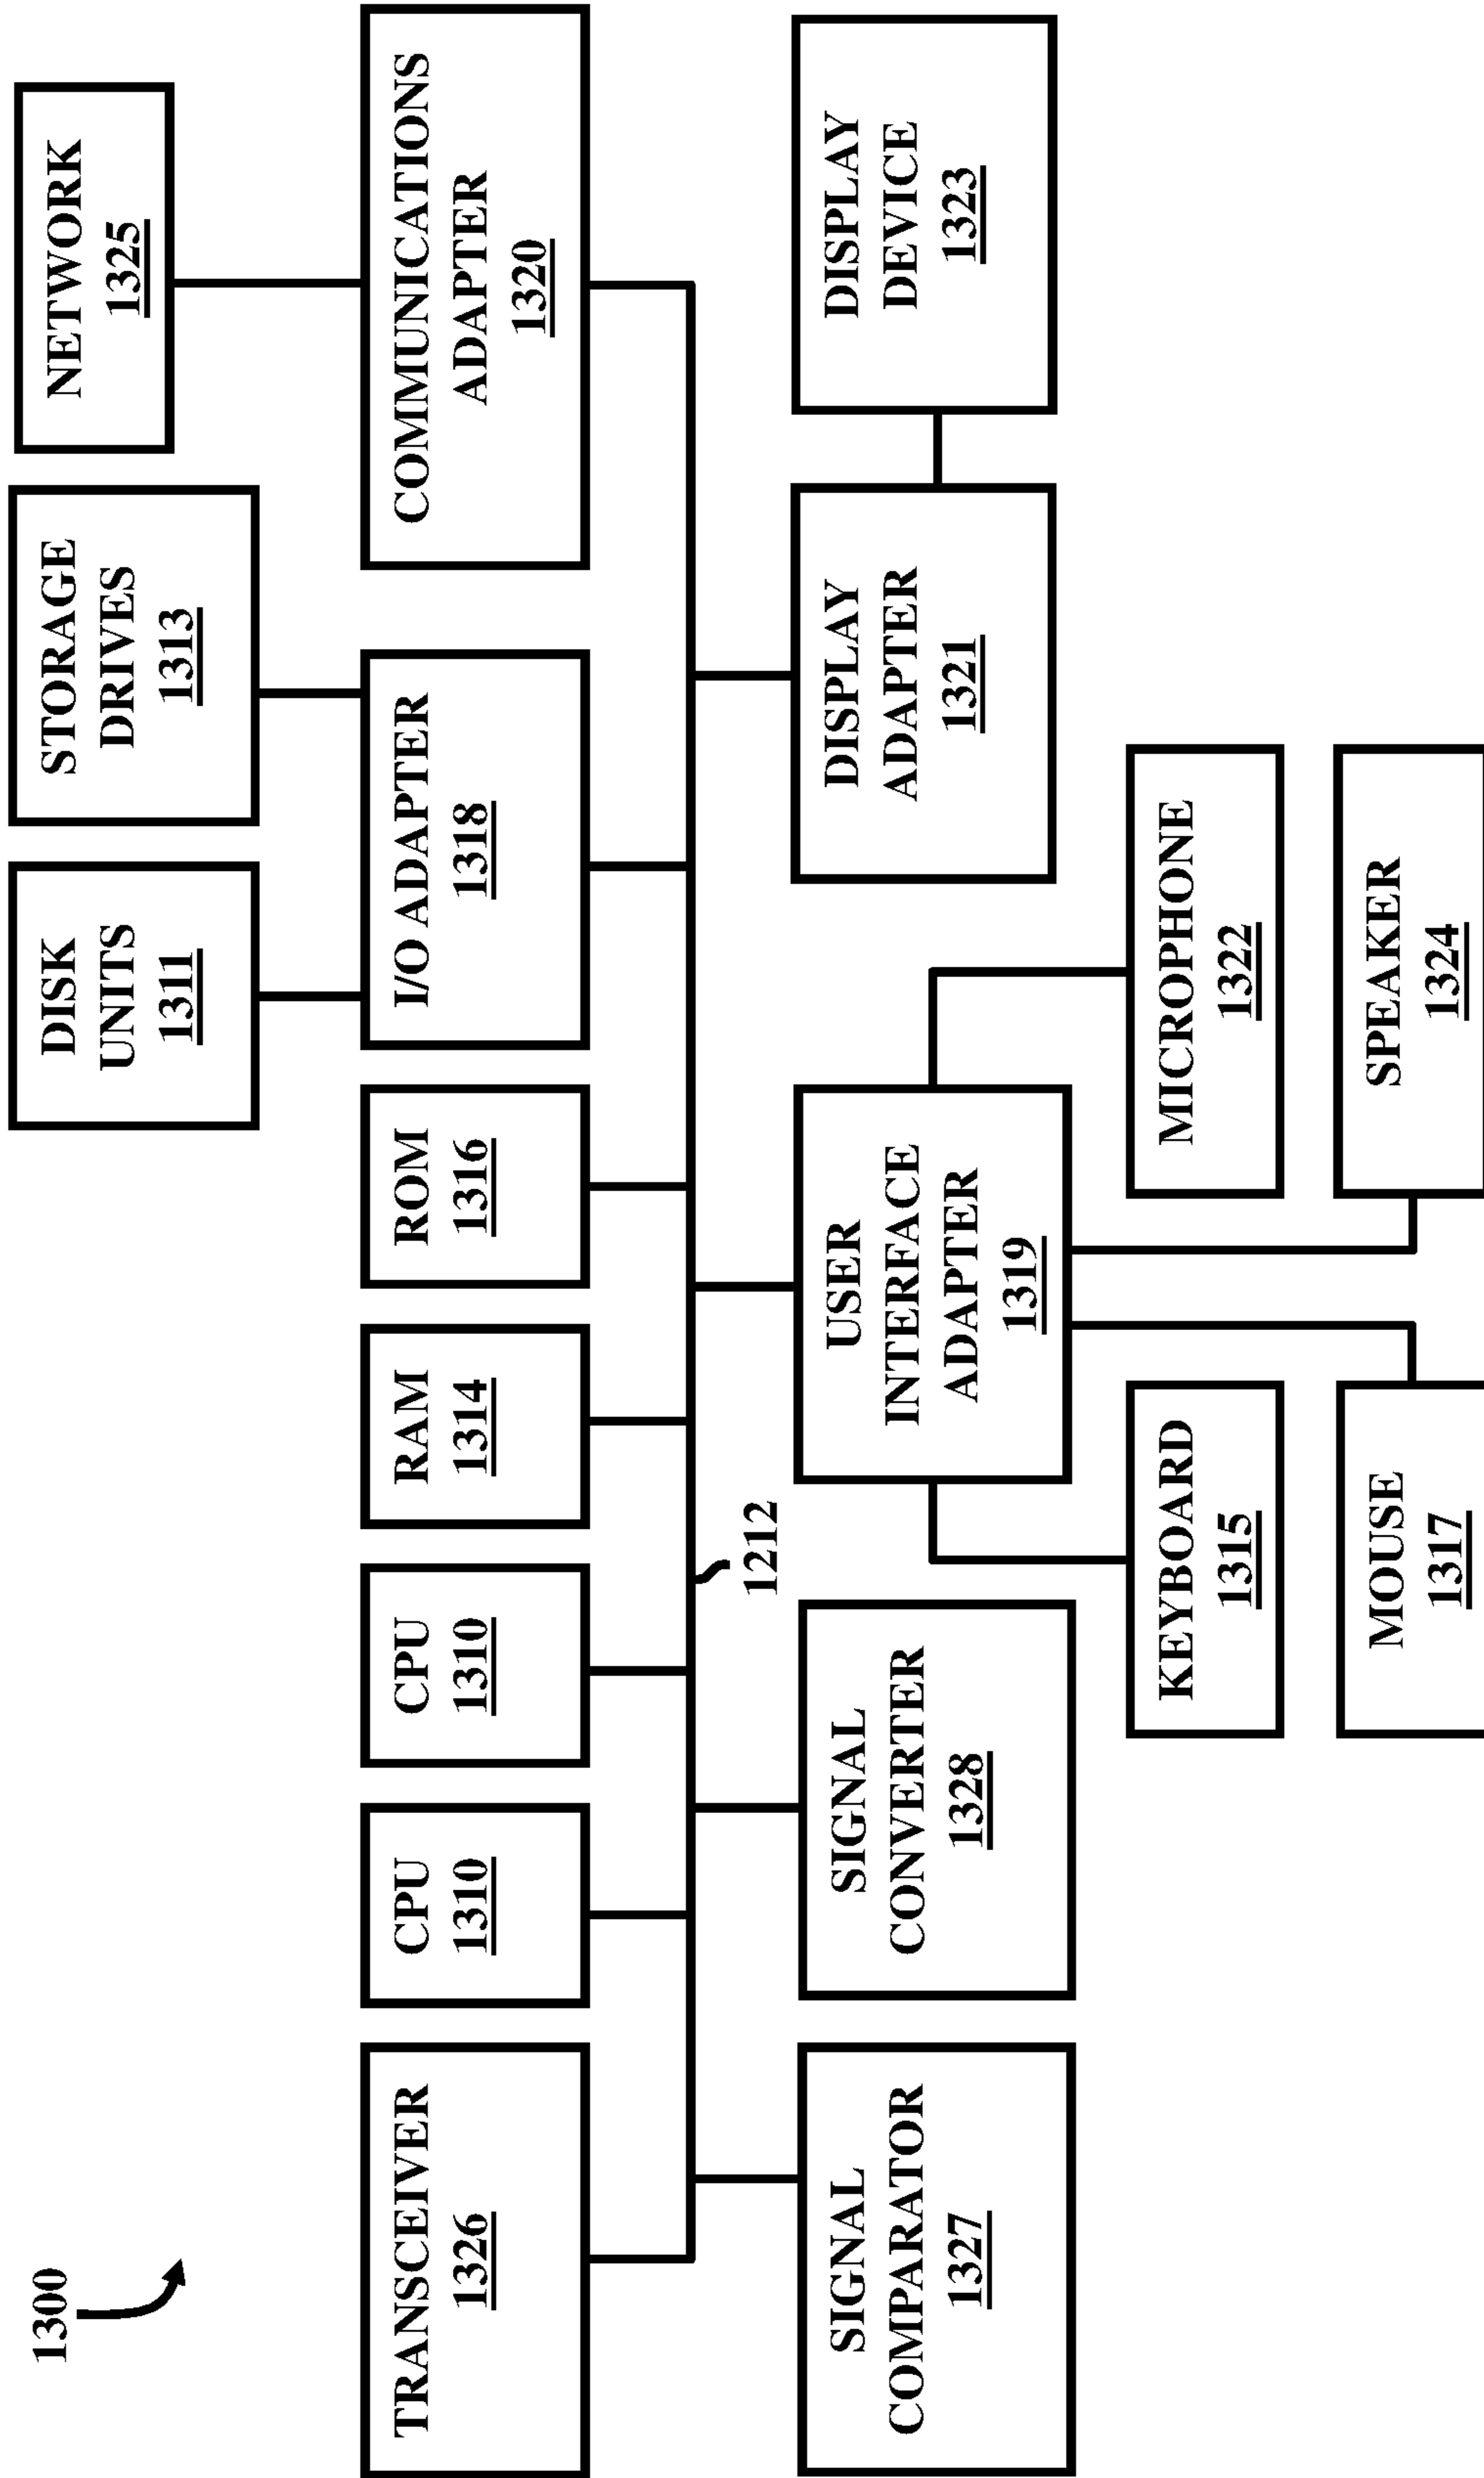 1300
DISK
UNITS
1311
STORAGE
DRIVES
1313
NETWORK
1325
TRANSCEIVER
1326
CPU
1310
CPU
1310
RAM
1314
ROM
1316
I/O ADAPTER
1318
COMMUNICATIONS
ADAPTER
1320
1212
SIGNAL
COMPARATOR
1327
SIGNAL
CONVERTER
1328
USER
INTERFACE
ADAPTER
1319
DISPLAY
ADAPTER
1321
DISPLAY
DEVICE
1323
KEYBOARD
1315
MICROPHONE
1322
MOUSE
1317
SPEAKER
1324